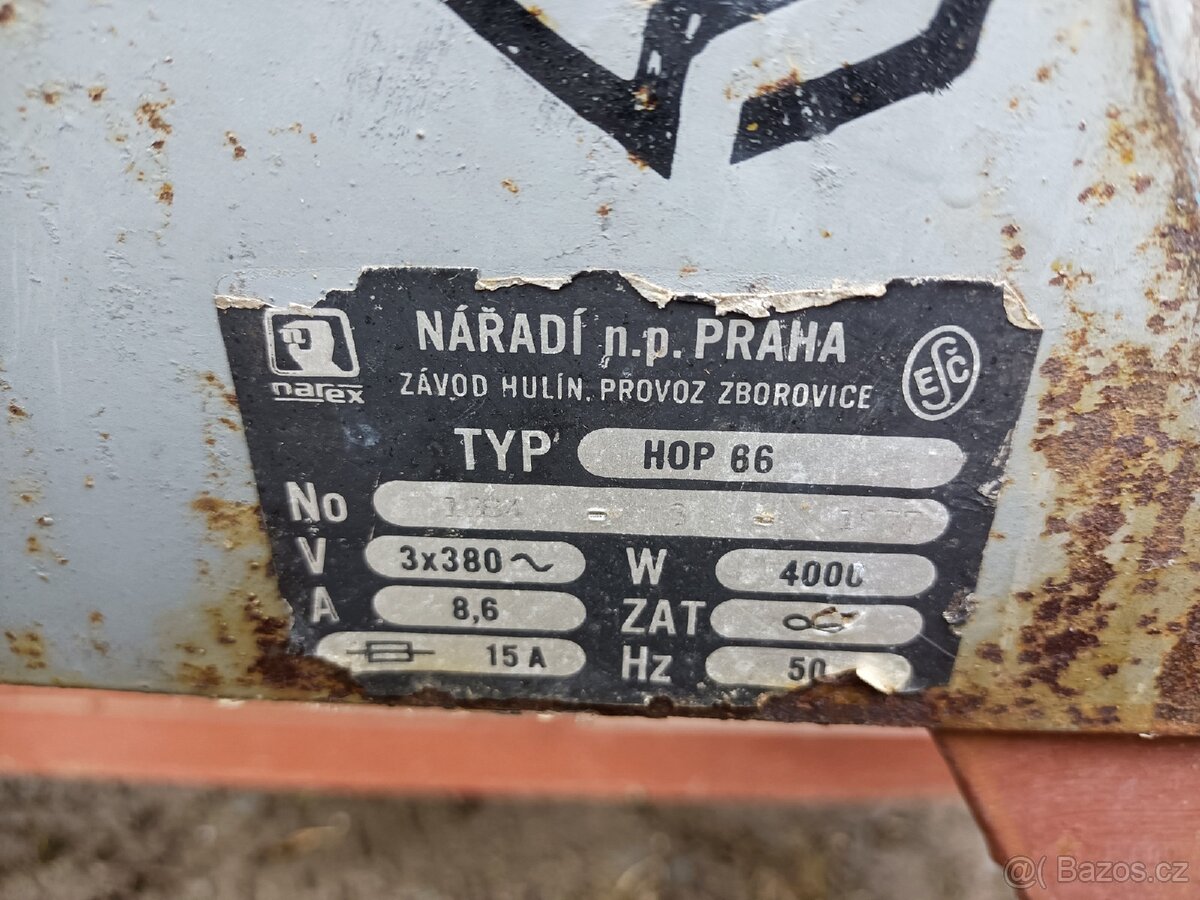 narex
NÁŘADÍ n.p. PRAHA
ZÁVOD HULÍN, PROVOZ ZBOROVICE
ESČ
TYP HOP 66
No
V 3x380 ~ W 4000
A 8,6 ZAT ∞
15 A Hz 50
@( Bazos.cz